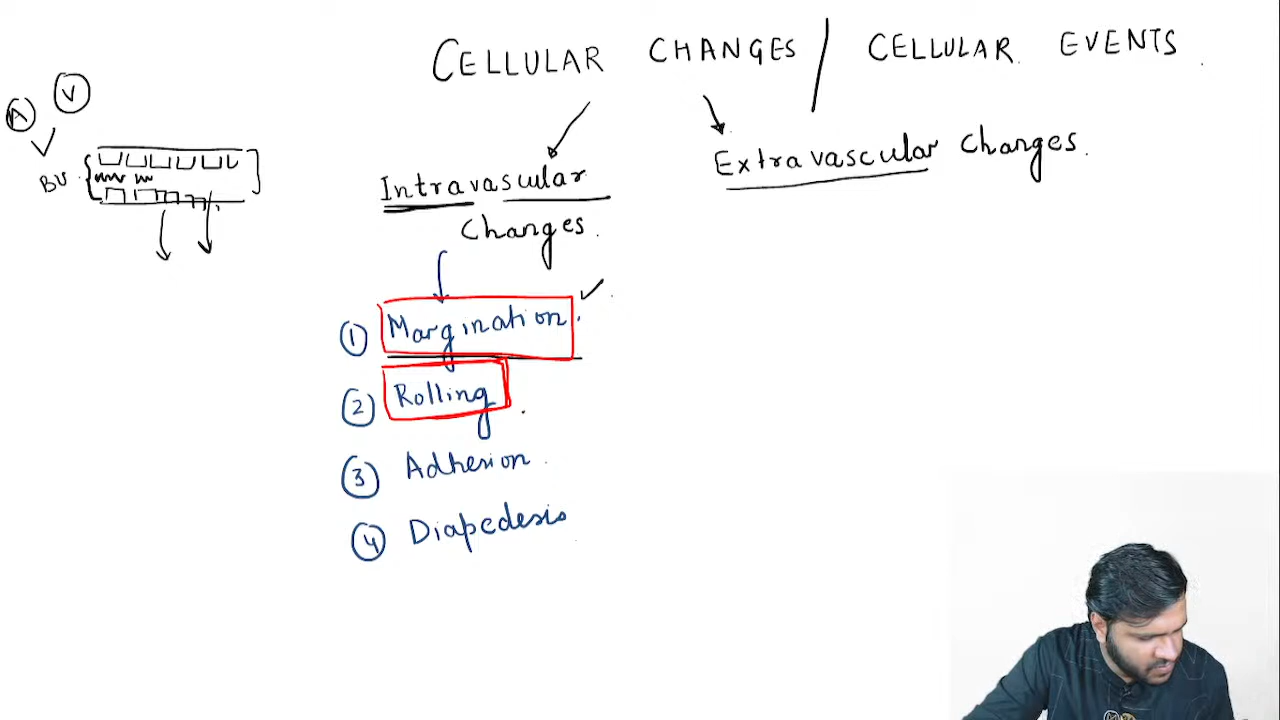 CELLULAR CHANGES / CELLULAR EVENTS
A V
BV
Intravascular Changes.
Extravascular Changes.
① Margination.
② Rolling.
③ Adhesion.
④ Diapedesis